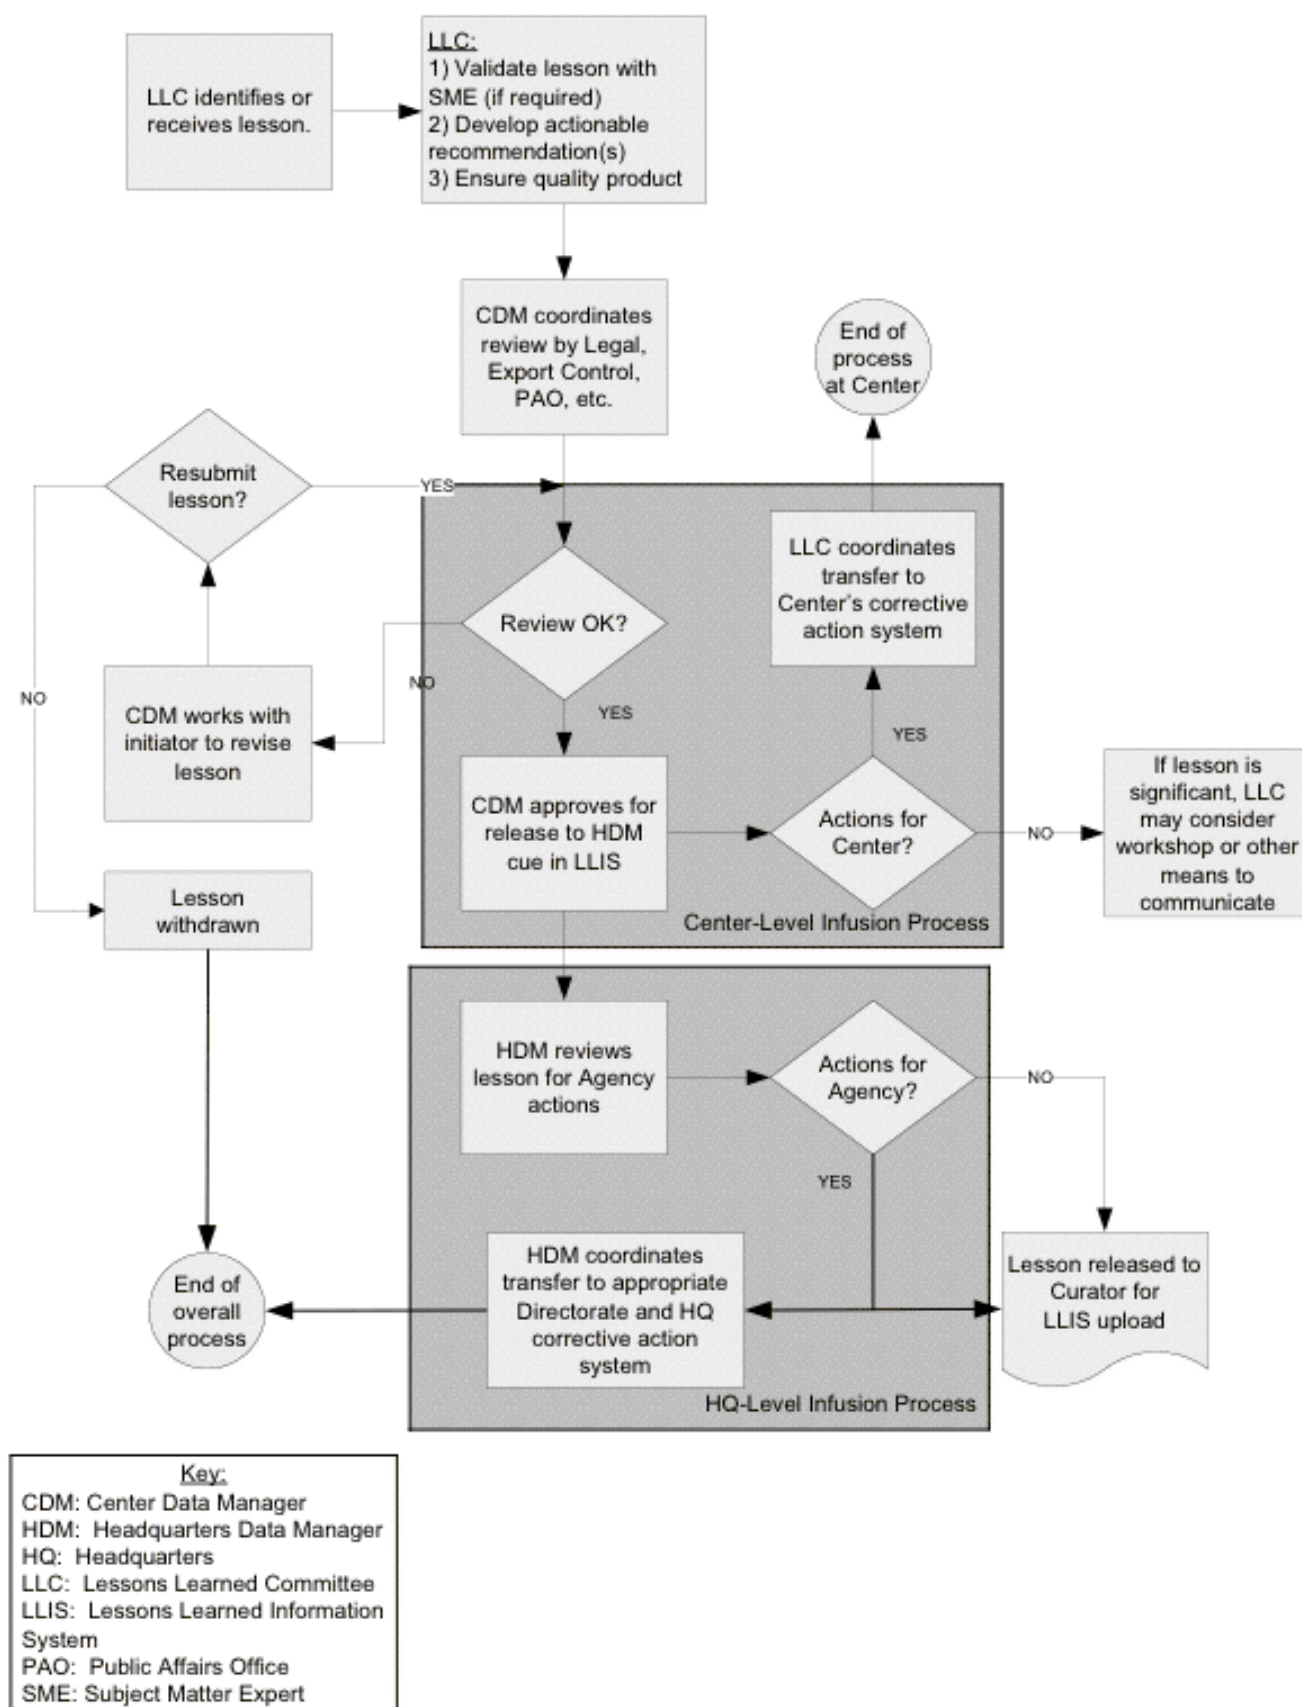 LLC identifies or
receives lesson.
LLC:
1) Validate lesson with
SME (if required)
2) Develop actionable
recommendation(s)
3) Ensure quality product
CDM coordinates
review by Legal,
Export Control,
PAO, etc.
End of
process
at Center
Resubmit
lesson?
YES
LLC coordinates
transfer to
Center's corrective
action system
Review OK?
NO
NO
YES
YES
CDM works with
initiator to revise
lesson
CDM approves for
release to HDM
cue in LLIS
Actions for
Center?
NO
If lesson is
significant, LLC
may consider
workshop or other
means to
communicate
Lesson
withdrawn
Center-Level Infusion Process
HDM reviews
lesson for Agency
actions
Actions for
Agency?
NO
YES
End of
overall
process
HDM coordinates
transfer to appropriate
Directorate and HQ
corrective action
system
Lesson released to
Curator for
LLIS upload
HQ-Level Infusion Process
Key:
CDM: Center Data Manager
HDM: Headquarters Data Manager
HQ: Headquarters
LLC: Lessons Learned Committee
LLIS: Lessons Learned Information
System
PAO: Public Affairs Office
SME: Subject Matter Expert